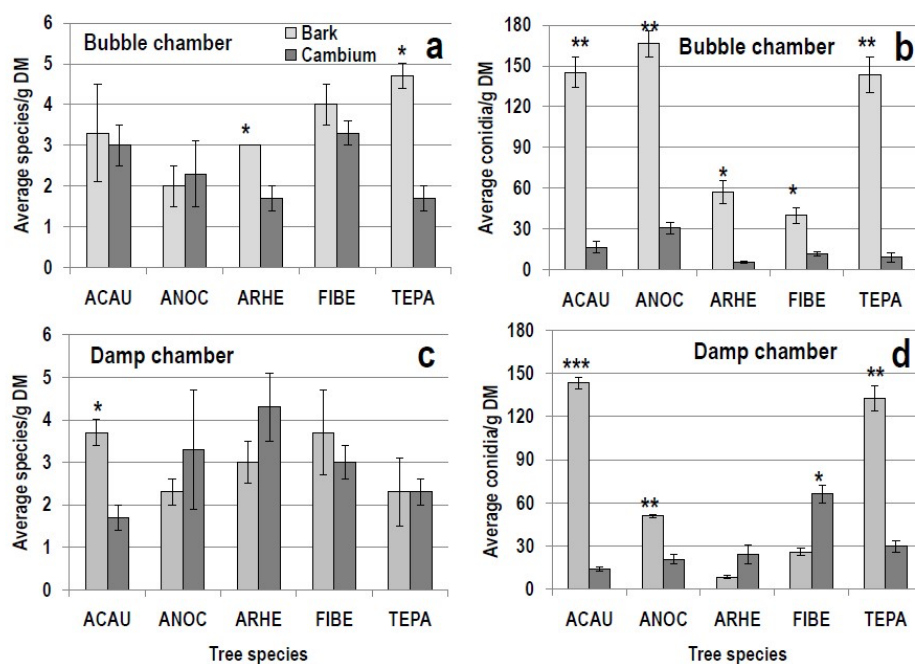 Bubble chamber
Bark
Cambium
a
*
*
Average species/g DM
6
5
4
3
2
1
0
ACAU ANOC ARHE FIBE TEPA
Bubble chamber
b
**
**
**
*
*
Average conidia/g DM
180
150
120
90
60
30
0
ACAU ANOC ARHE FIBE TEPA
Damp chamber
c
*
Average species/g DM
6
5
4
3
2
1
0
ACAU ANOC ARHE FIBE TEPA
Tree species
Damp chamber
d
***
**
**
*
Average conidia/g DM
180
150
120
90
60
30
0
ACAU ANOC ARHE FIBE TEPA
Tree species